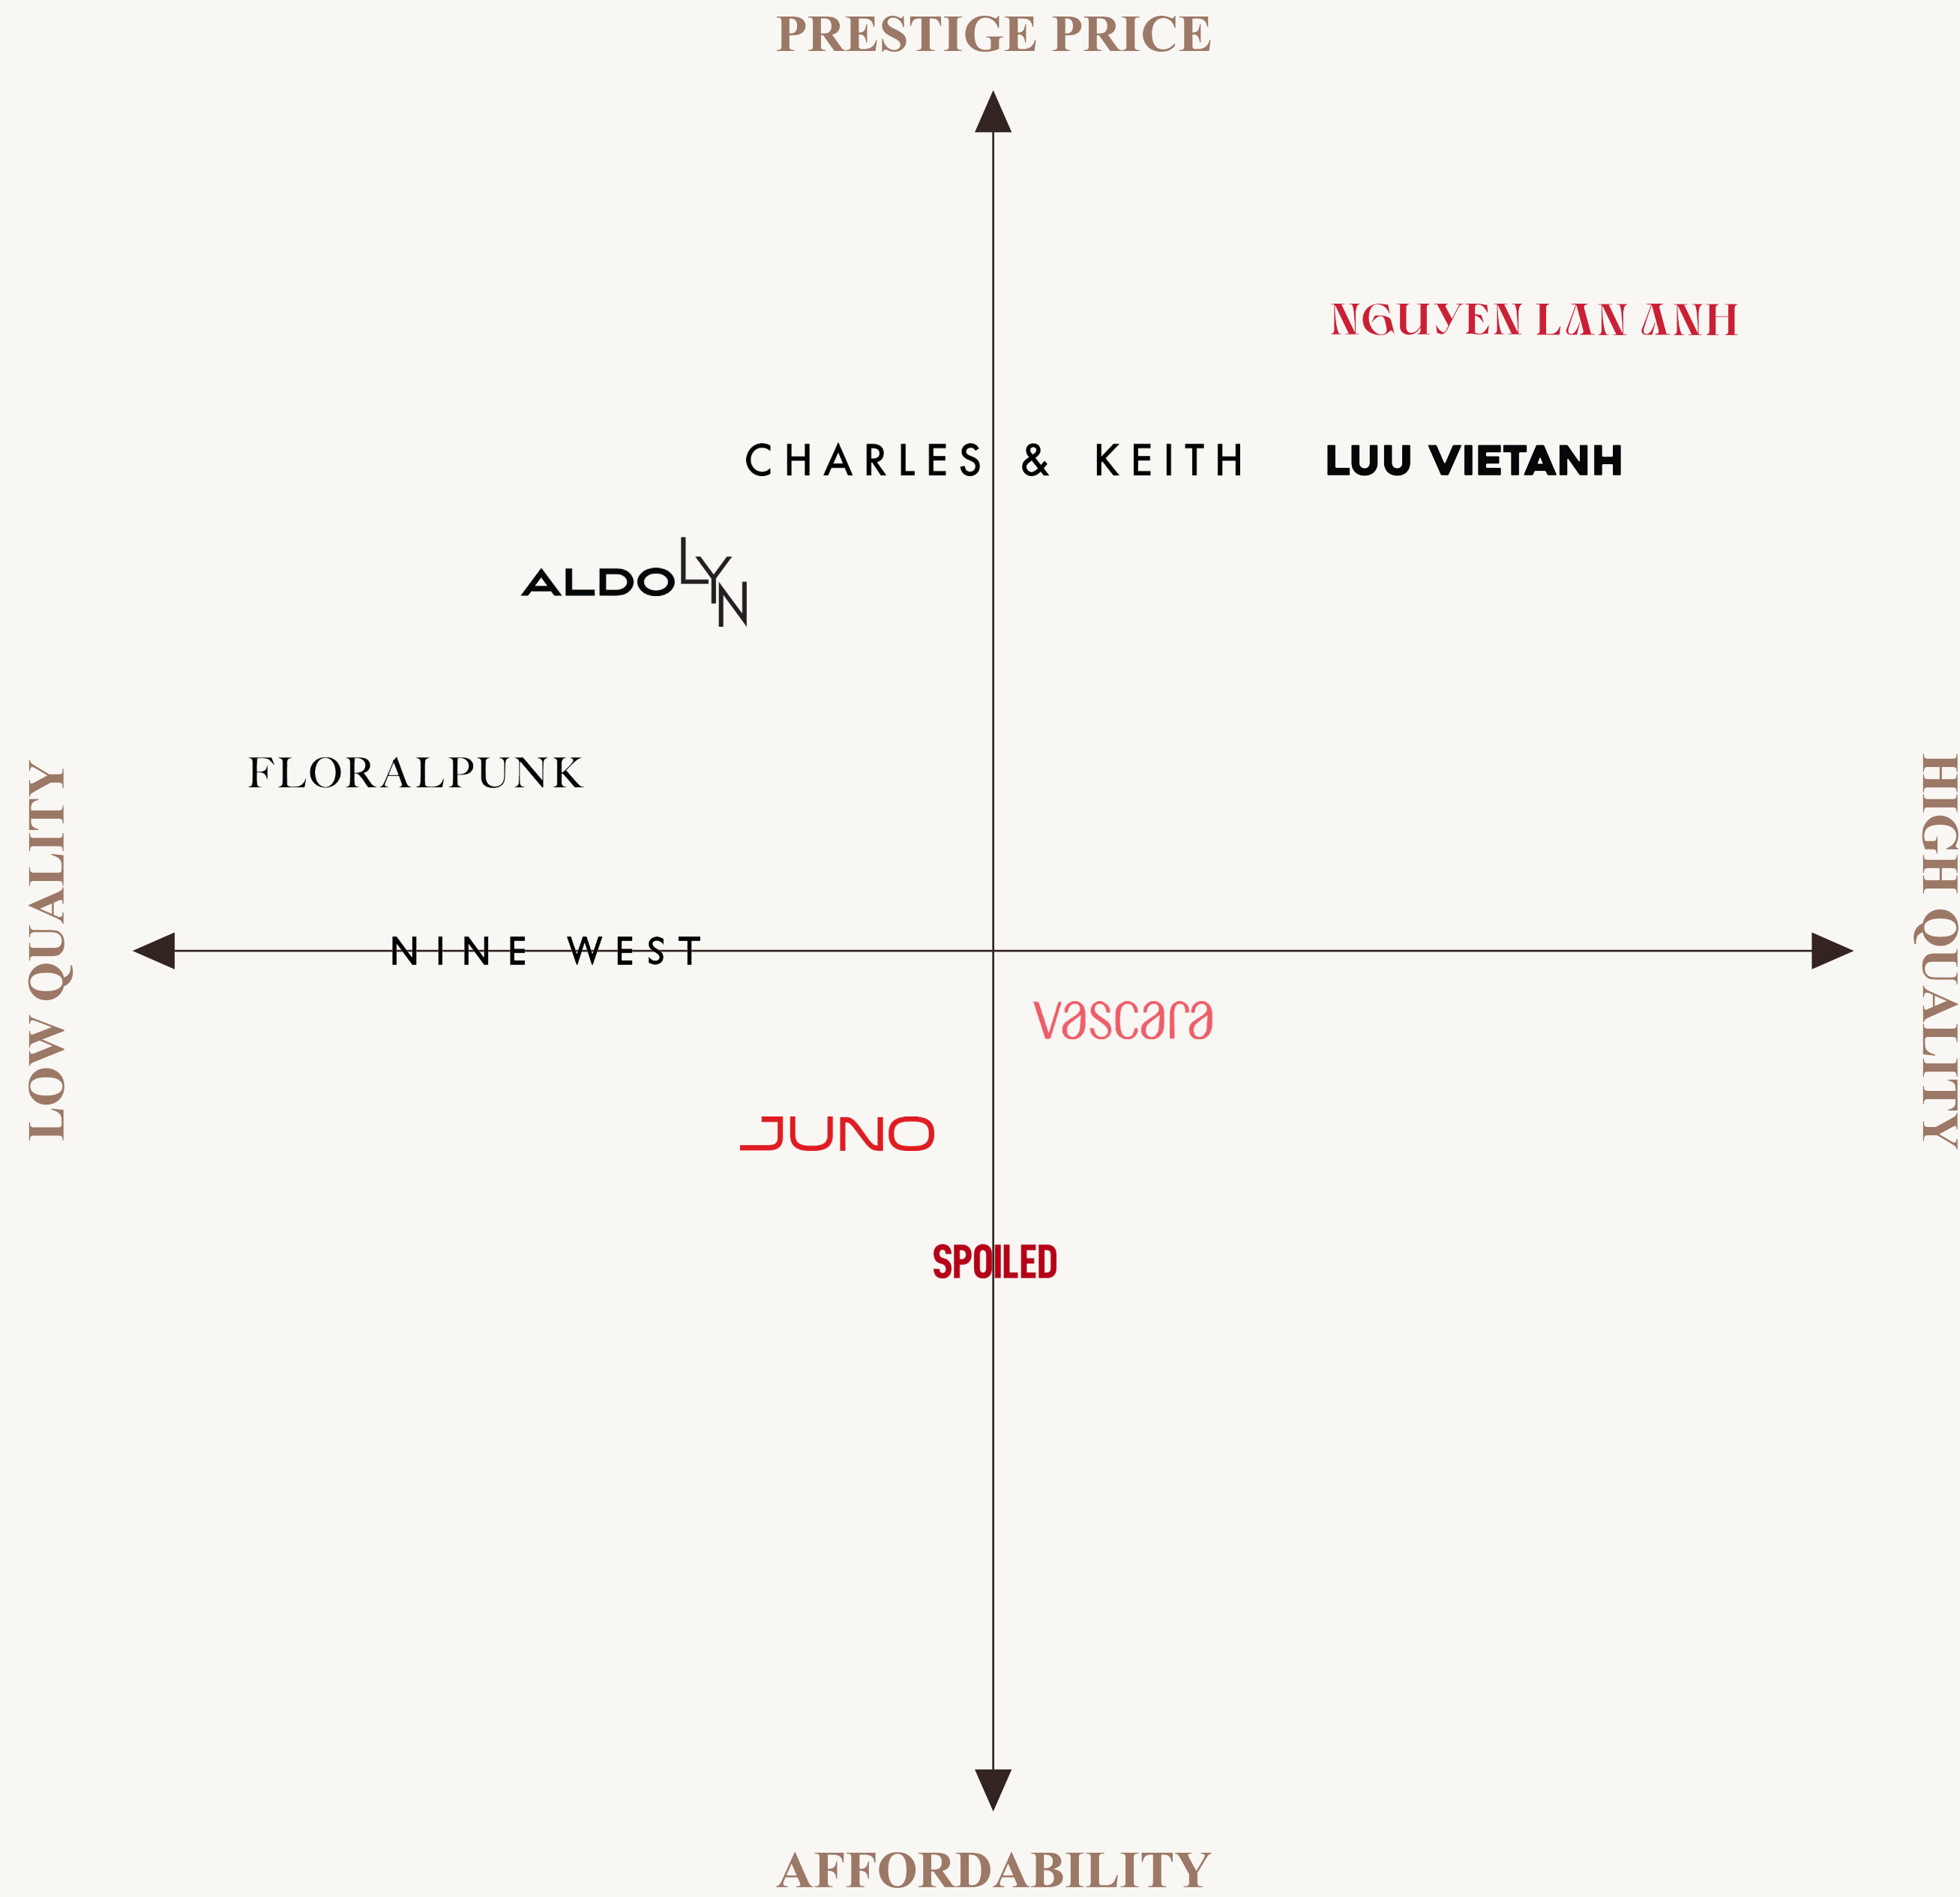 PRESTIGE PRICE
NGUYEN LAN ANH
CHARLES & KEITH
LUU VIETANH
ALDO
LYN
FLORALPUNK
LOW QUALITY
HIGH QUALITY
NINE WEST
vascara
JUNO
SPOILED
AFFORDABILITY